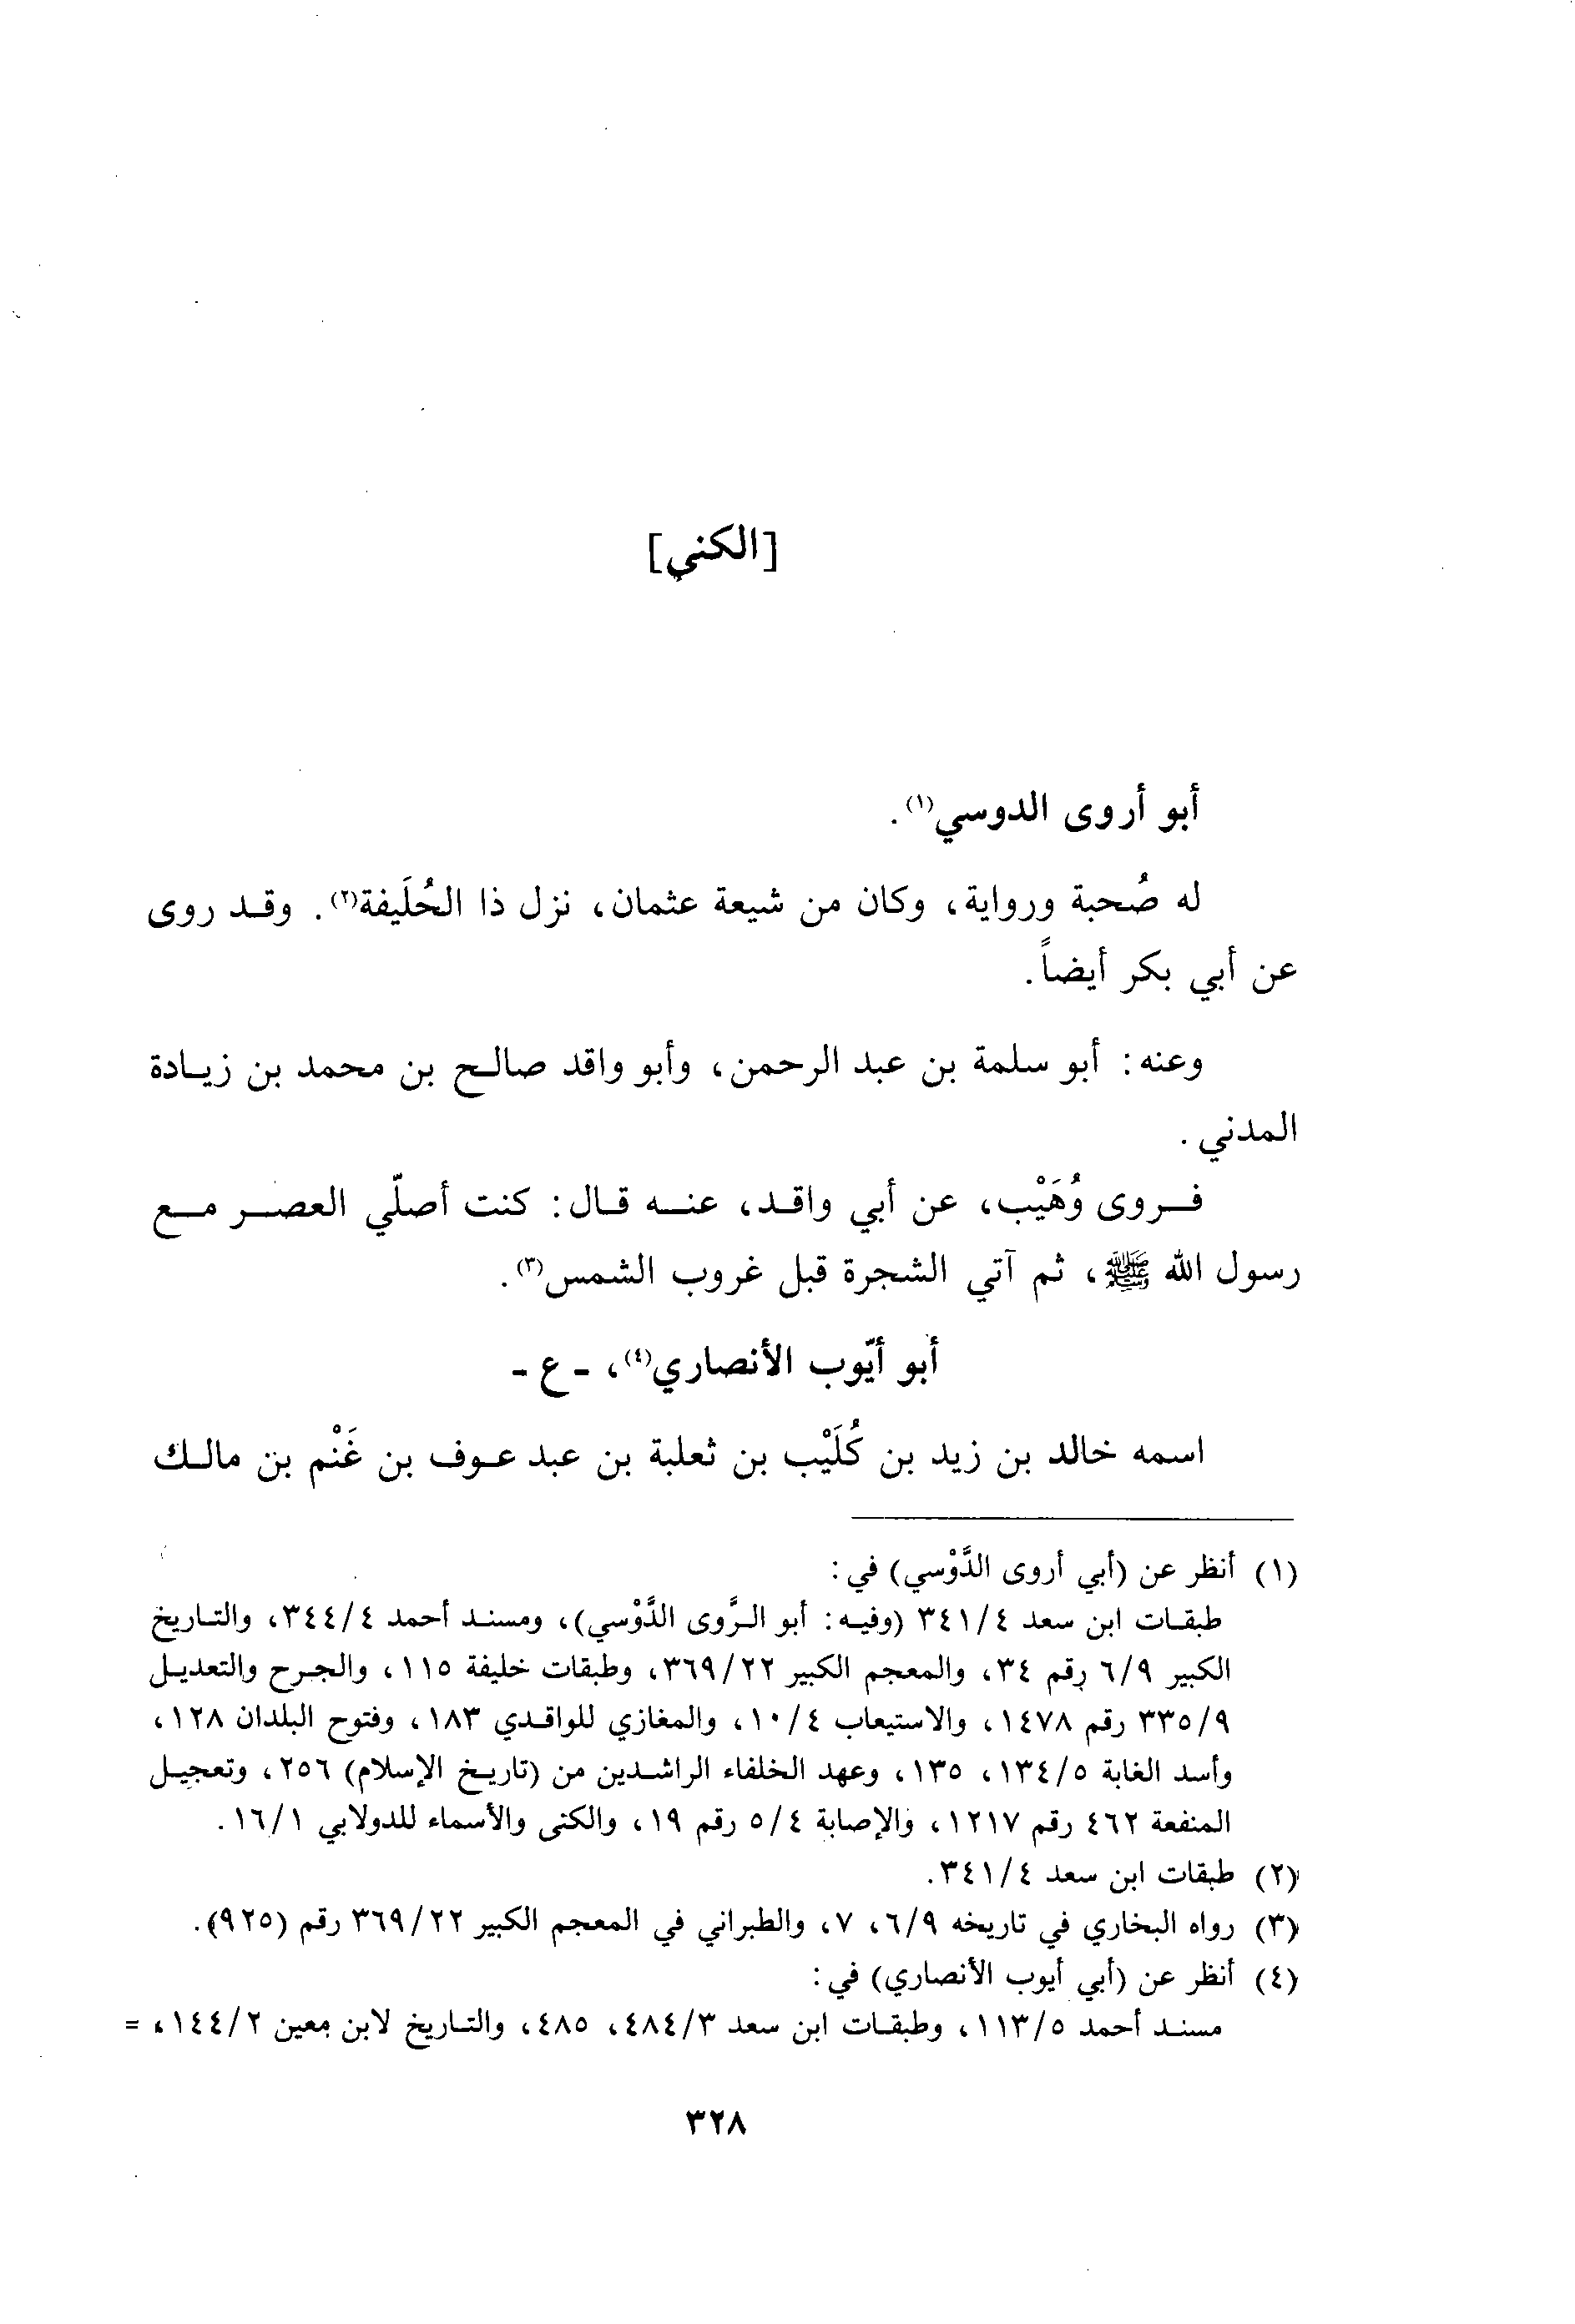 [الكني]
أبو أروى الدوسي(١).
له صُحبة ورواية، وكان من شيعة عثمان، نزل ذا الحُلَيفة(٢). وقد روى
عن أبي بكر أيضاً.
وعنه: أبو سلمة بن عبد الرحمن، وأبو واقد صالح بن محمد بن زيادة
المدني.
فروى وُهَيْب، عن أبي واقد، عنه قال: كنت أصلّي العصر مع
رسول الله ﷺ، ثم آتي الشجرة قبل غروب الشمس(٣).
أبو أيّوب الأنصاري(٤)، - ع -
اسمه خالد بن زيد بن كُلَيْب بن ثعلبة بن عبد عوف بن غَنْم بن مالك
(١) أنظر عن (أبي أروى الدَّوْسي) في:
طبقات ابن سعد ٣٤١/٤ (وفيه: أبو الرَّوى الدَّوْسي)، ومسند أحمد ٣٤٤/٤، والتاريخ
الكبير ٦/٩ رقم ٣٤، والمعجم الكبير ٣٦٩/٢٢، وطبقات خليفة ١١٥، والجرح والتعديل
٣٣٥/٩ رقم ١٤٧٨، والاستيعاب ١٠/٤، والمغازي للواقدي ١٨٣، وفتوح البلدان ١٢٨،
وأسد الغابة ١٣٤/٥، ١٣٥، وعهد الخلفاء الراشدين من (تاريخ الإسلام) ٢٥٦، وتعجيل
المنفعة ٤٦٢ رقم ١٢١٧، والإصابة ٥/٤ رقم ١٩، والكنى والأسماء للدولابي ١٦/١.
(٢) طبقات ابن سعد ٣٤١/٤.
(٣) رواه البخاري في تاريخه ٦/٩، ٧، والطبراني في المعجم الكبير ٣٦٩/٢٢ رقم (٩٢٥).
(٤) أنظر عن (أبي أيوب الأنصاري) في:
مسند أحمد ١١٣/٥، وطبقات ابن سعد ٤٨٤/٣، ٤٨٥، والتاريخ لابن معين ١٤٤/٢، =
٣٢٨